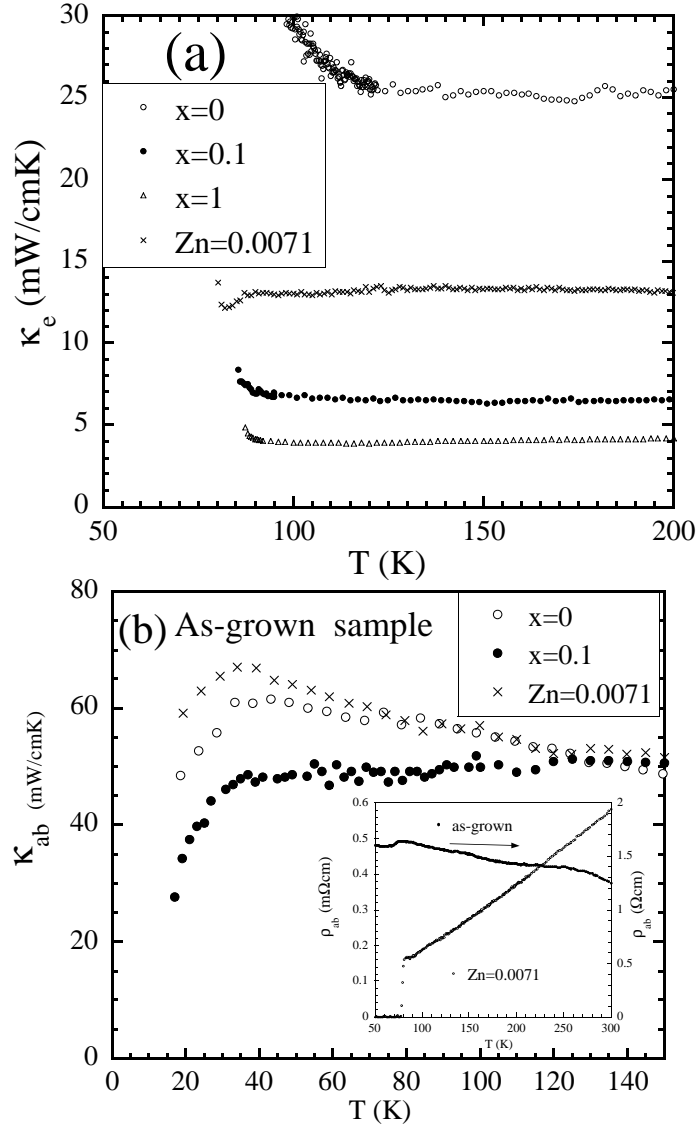 30
(a)
25
20
15
10
5
0
κe (mW/cmK)
x=0
x=0.1
x=1
Zn=0.0071
50
100
150
200
T (K)
80
60
40
20
0
κab (mW/cmK)
(b) As-grown sample
x=0
x=0.1
Zn=0.0071
0.6
0.5
0.4
0.3
0.2
0.1
0
ρab (mΩcm)
as-grown
Zn=0.0071
2
1.5
1
0.5
0
ρab (Ωcm)
50
100
150
200
250
300
T (K)
0
20
40
60
80
100
120
140
T (K)